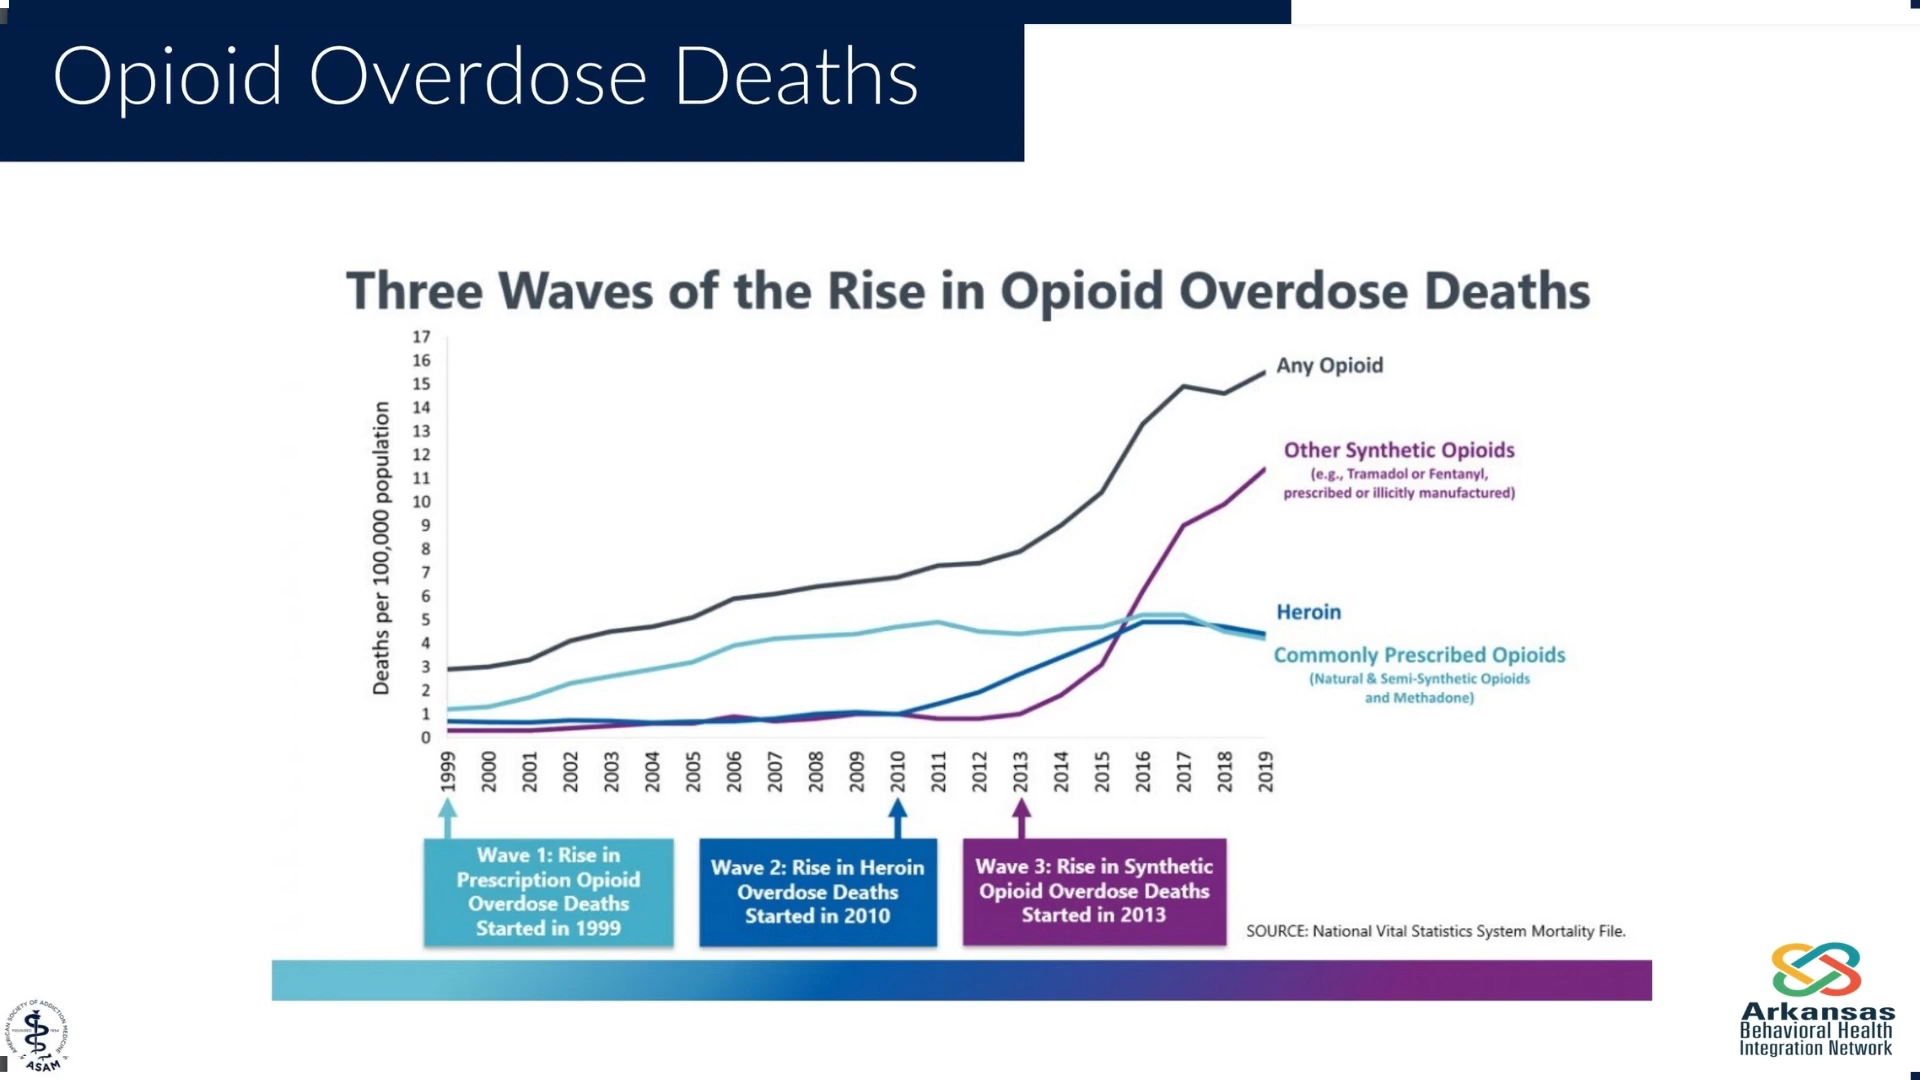 Opioid Overdose Deaths
Three Waves of the Rise in Opioid Overdose Deaths
Deaths per 100,000 population
17
16
15
14
13
12
11
10
9
8
7
6
5
4
3
2
1
0
1999 2000 2001 2002 2003 2004 2005 2006 2007 2008 2009 2010 2011 2012 2013 2014 2015 2016 2017 2018 2019
Any Opioid
Other Synthetic Opioids
(e.g., Tramadol or Fentanyl,
prescribed or illicitly manufactured)
Heroin
Commonly Prescribed Opioids
(Natural & Semi-Synthetic Opioids
and Methadone)
Wave 1: Rise in
Prescription Opioid
Overdose Deaths
Started in 1999
Wave 2: Rise in Heroin
Overdose Deaths
Started in 2010
Wave 3: Rise in Synthetic
Opioid Overdose Deaths
Started in 2013
SOURCE: National Vital Statistics System Mortality File.
AMERICAN SOCIETY OF ADDICTION MEDICINE
ASAM
Arkansas
Behavioral Health
Integration Network